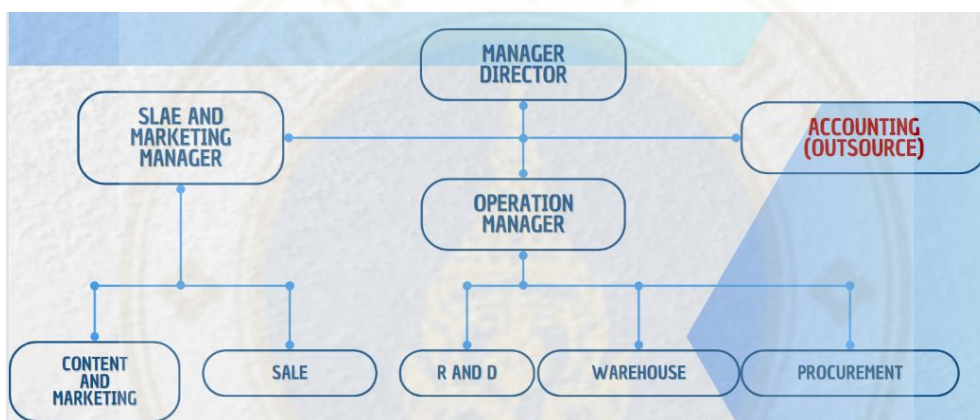 MANAGER
DIRECTOR
SLAE AND
MARKETING
MANAGER
ACCOUNTING
(OUTSOURCE)
OPERATION
MANAGER
CONTENT
AND
MARKETING
SALE
R AND D
WAREHOUSE
PROCUREMENT